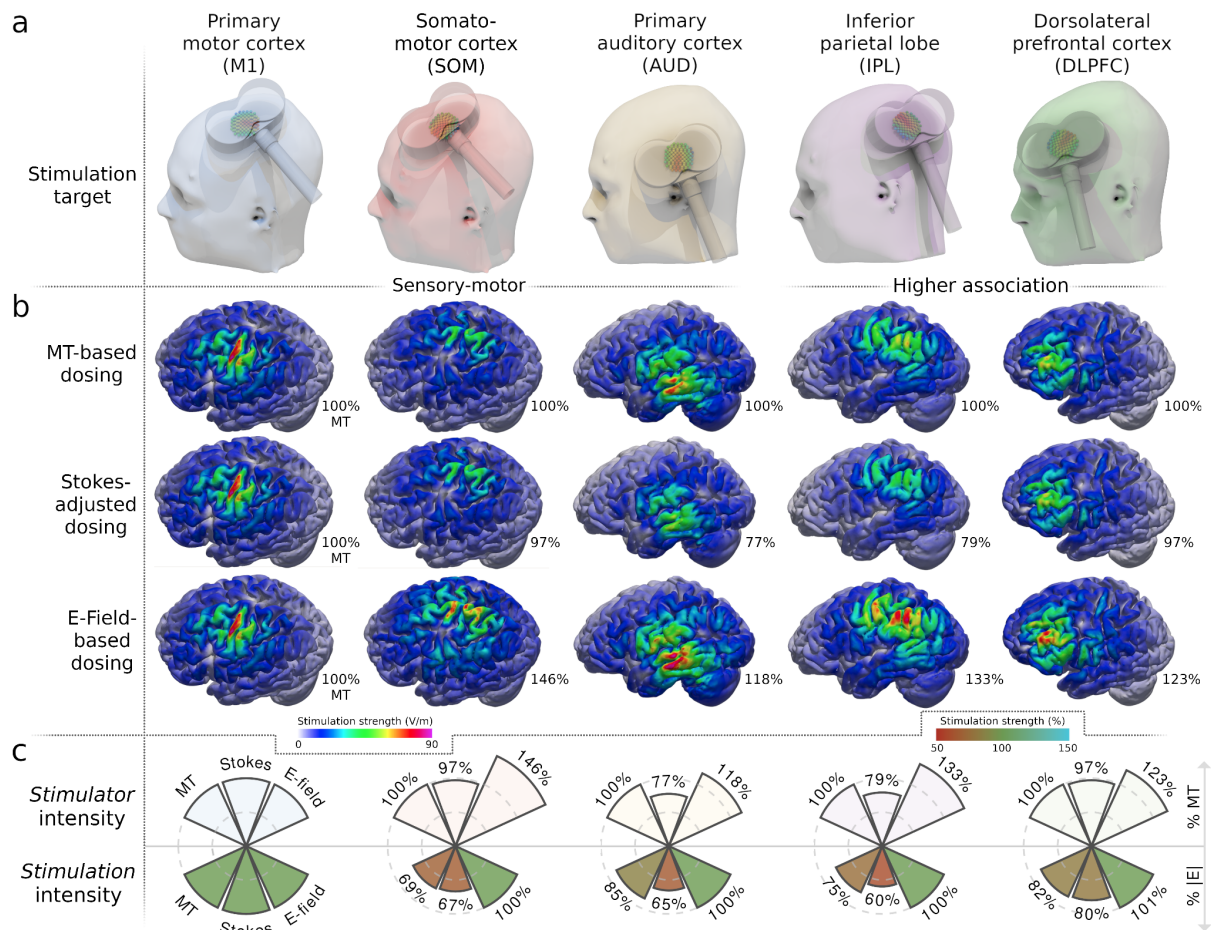 a
Primary
motor cortex
(M1)
Somato-
motor cortex
(SOM)
Primary
auditory cortex
(AUD)
Inferior
parietal lobe
(IPL)
Dorsolateral
prefrontal cortex
(DLPFC)
Stimulation
target
Sensory-motor
Higher association
b
MT-based
dosing
100%
MT
100%
100%
100%
100%
Stokes-
adjusted
dosing
100%
MT
97%
77%
79%
97%
E-Field-
based
dosing
100%
MT
146%
118%
133%
123%
Stimulation strength (V/m)
0
90
Stimulation strength (%)
50
100
150
c
Stimulator
intensity
MT
Stokes
E-field
100%
97%
146%
100%
77%
118%
100%
79%
133%
100%
97%
123%
% MT
Stimulation
intensity
MT
Stokes
E-field
69%
67%
100%
85%
65%
100%
75%
60%
100%
82%
80%
101%
% |E|